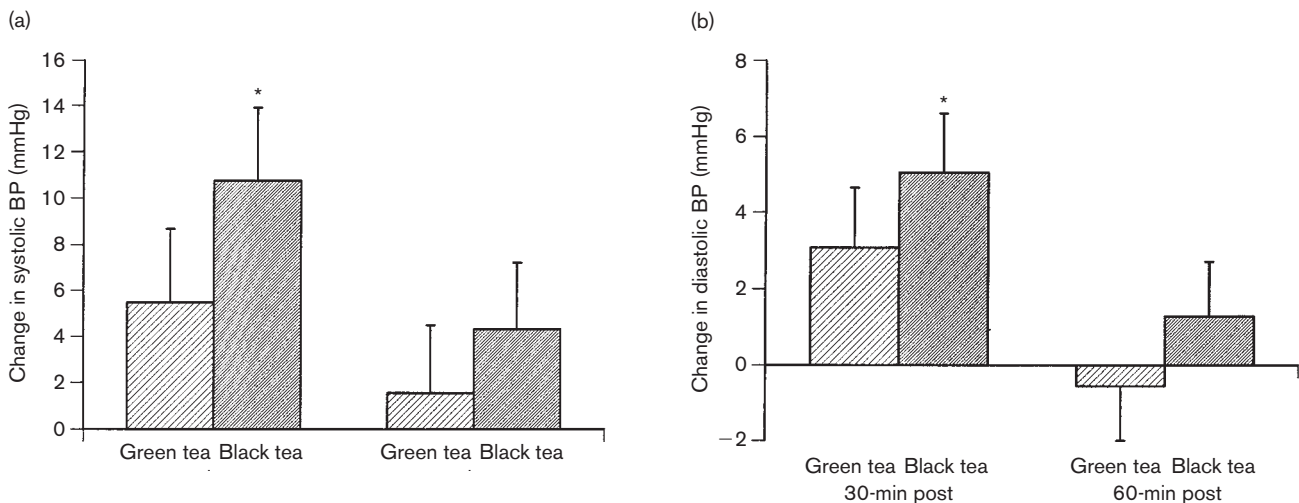 (a)
16
14
12
10
8
6
4
2
0
Change in systolic BP (mmHg)
*
Green tea Black tea
Green tea Black tea
(b)
8
6
4
2
0
−2
Change in diastolic BP (mmHg)
*
Green tea Black tea
30-min post
Green tea Black tea
60-min post